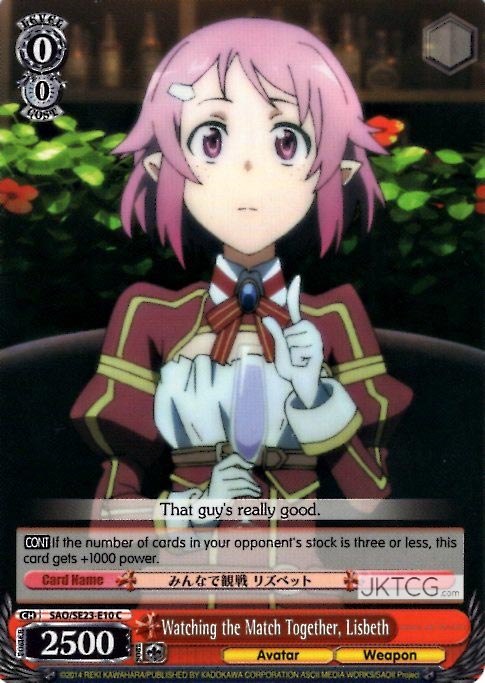 LEVEL
0
0
COST
That guy's really good.
CONT If the number of cards in your opponent's stock is three or less, this
card gets +1000 power.
Card Name みんなで観戦 リズベット
JKTCG.com
GH SAO/SE23-E10 C
POWER 2500 SOUL Watching the Match Together, Lisbeth
Avatar Weapon
©2014 REKI KAWAHARA/PUBLISHED BY KADOKAWA CORPORATION ASCII MEDIA WORKS/SAOII Project